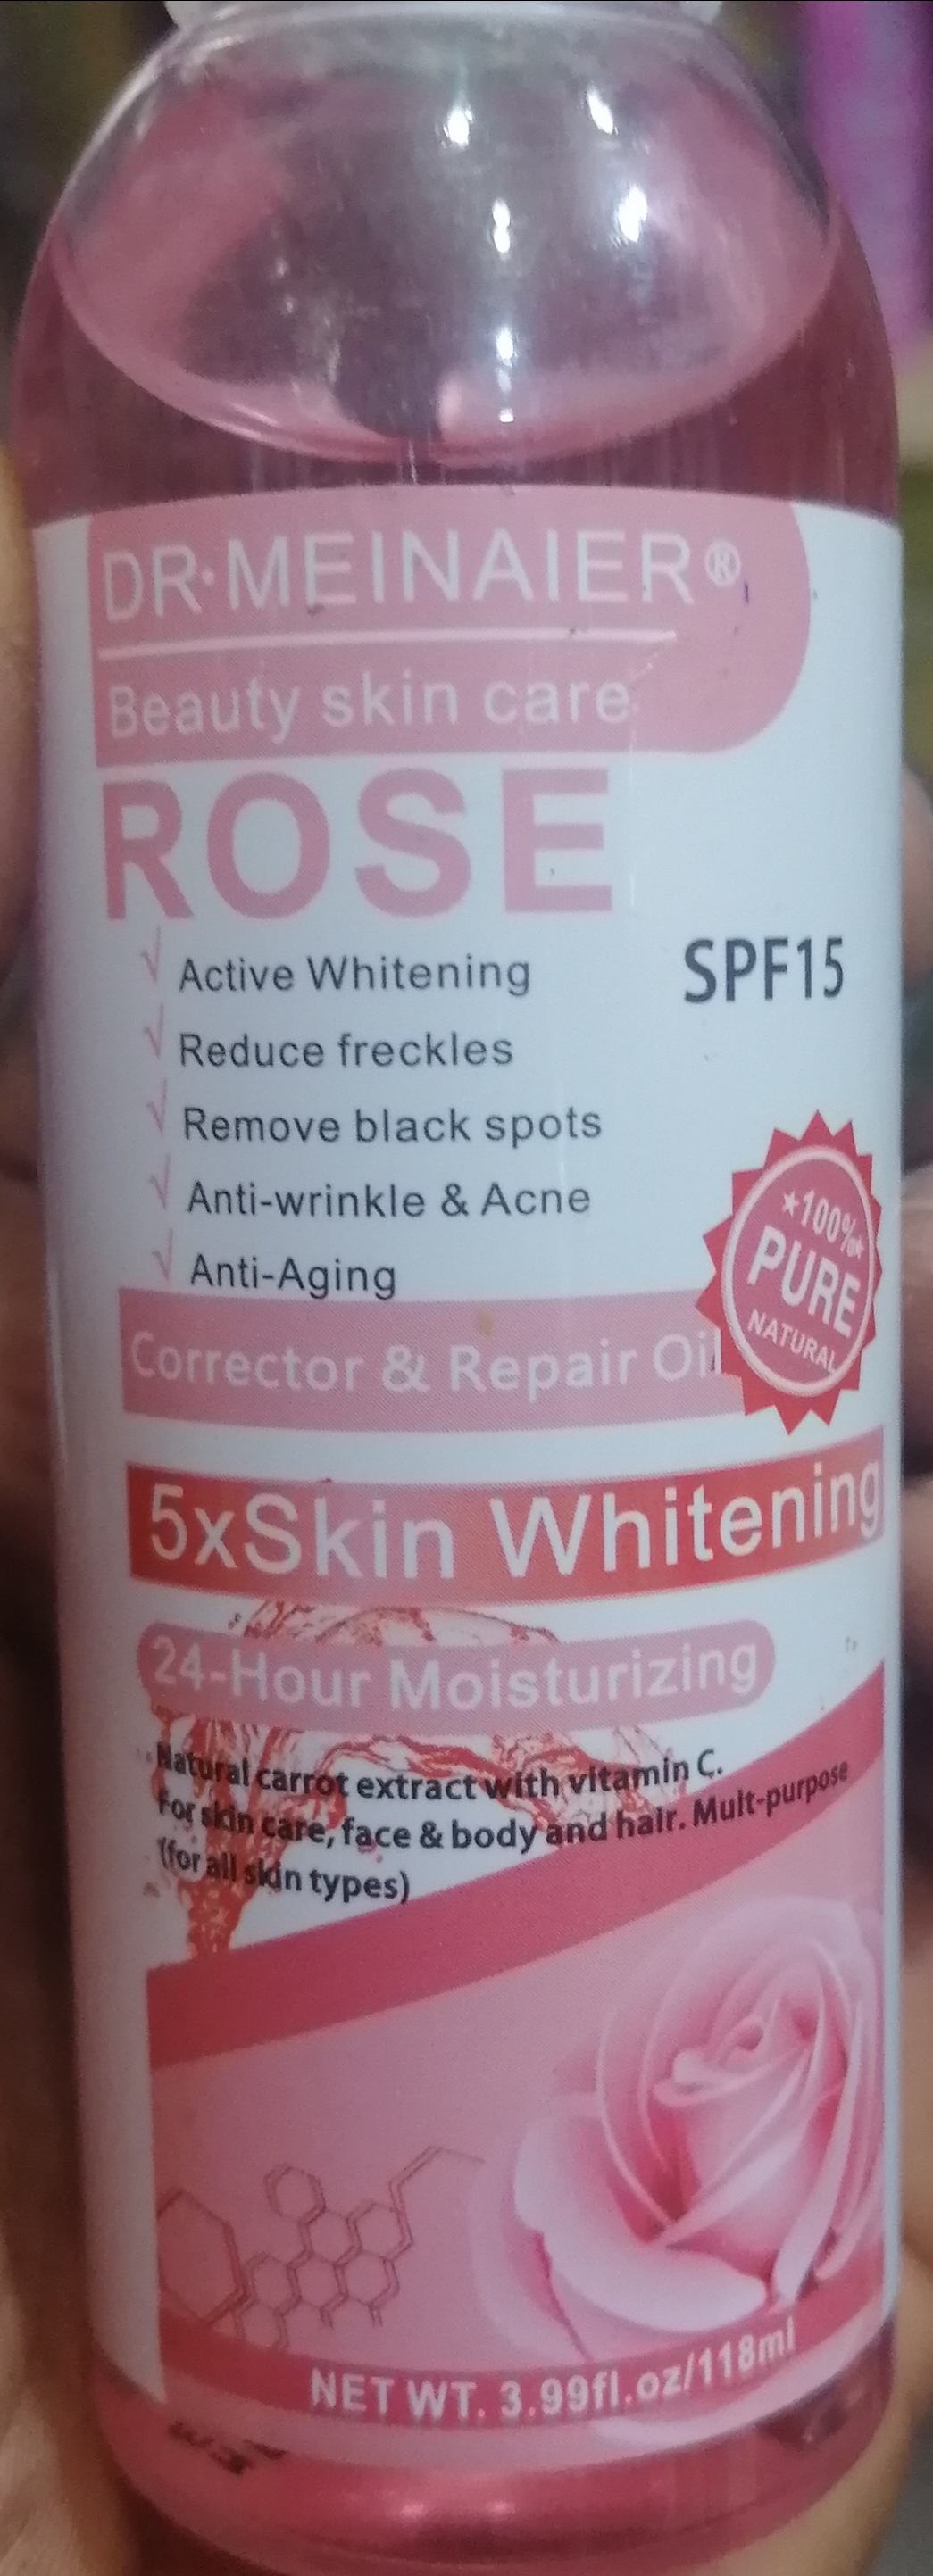 DR·MEINAIER®
Beauty skin care
ROSE
√ Active Whitening
SPF15
√ Reduce freckles
√ Remove black spots
√ Anti-wrinkle & Acne
√ Anti-Aging
★100%★
PURE
NATURAL
Corrector & Repair Oil
5xSkin Whitening
24-Hour Moisturizing
Natural carrot extract with vitamin C.
For skin care, face & body and hair. Mult-purpose
(for all skin types)
NET WT. 3.99fl.oz/118ml